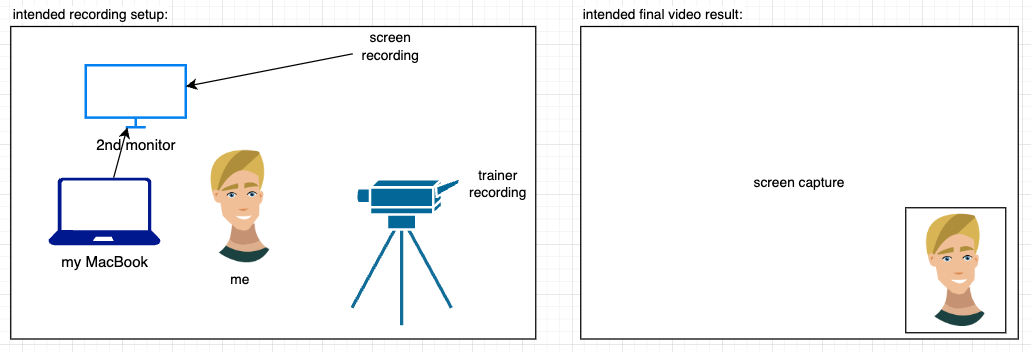 intended recording setup:
screen
recording
2nd monitor
trainer
recording
my MacBook
me
intended final video result:
screen capture